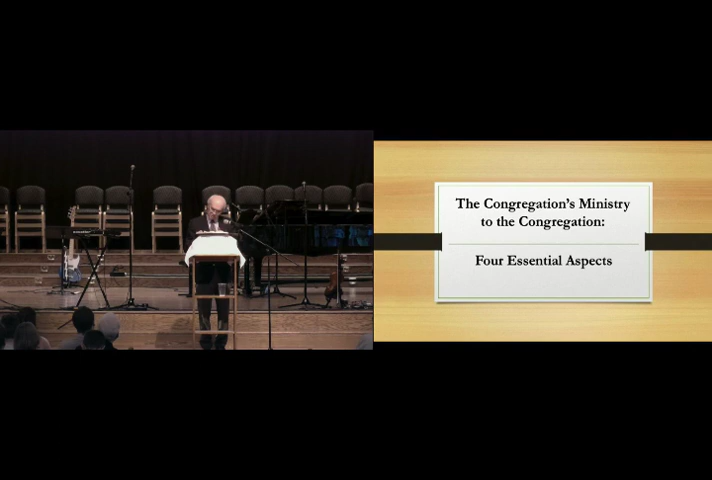 The Congregation's Ministry
to the Congregation:
Four Essential Aspects